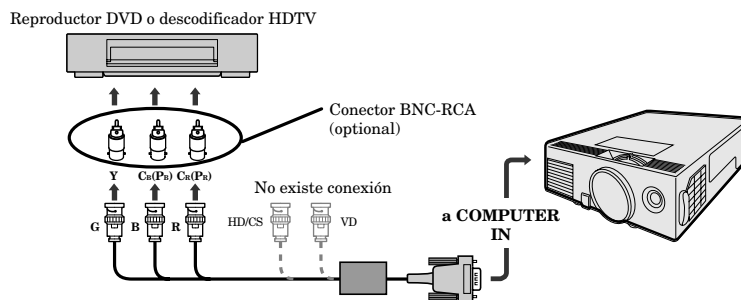 Reproductor DVD o descodificador HDTV
Conector BNC-RCA
(optional)
Y CB(PB) CR(PR)
No existe conexión
G B R HD/CS VD
a COMPUTER
IN